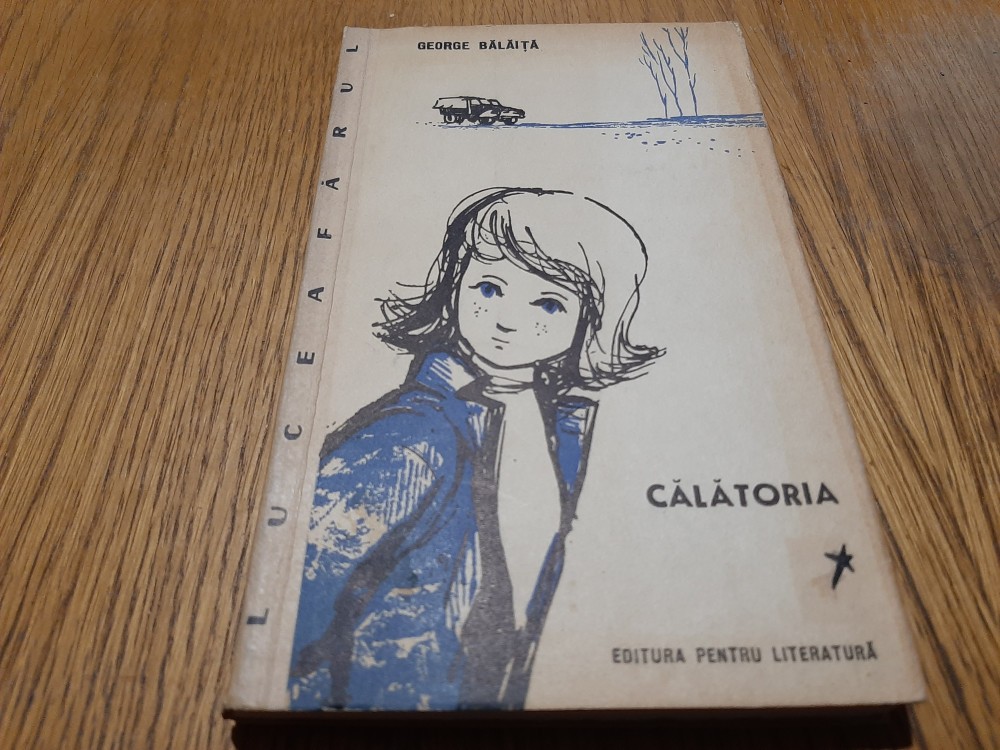 GEORGE BĂLĂIȚĂ
LUCEAFĂRUL
CĂLĂTORIA
EDITURA PENTRU LITERATURĂ